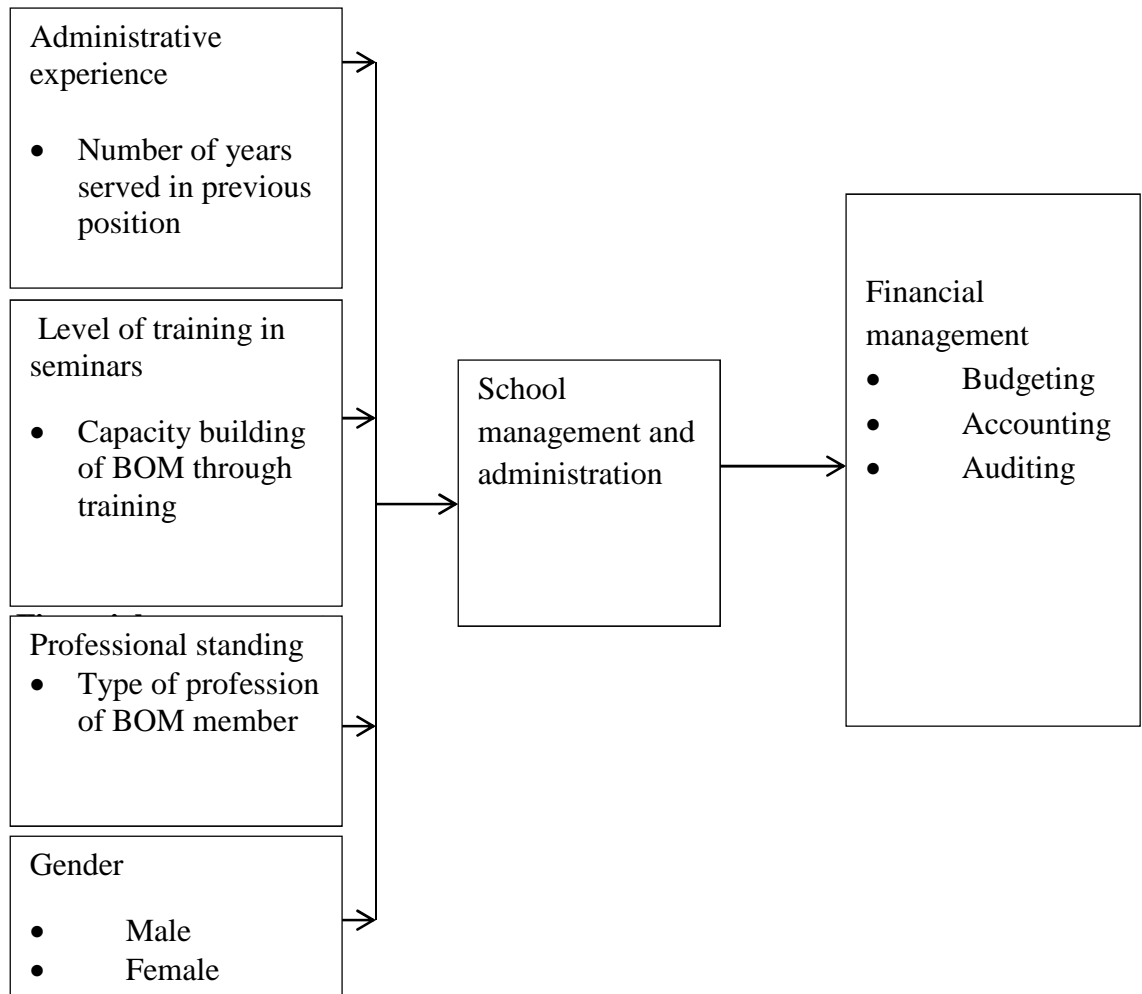 Administrative
experience
• Number of years
served in previous
position
Level of training in
seminars
• Capacity building
of BOM through
training
Professional standing
• Type of profession
of BOM member
Gender
• Male
• Female
School
management and
administration
Financial
management
• Budgeting
• Accounting
• Auditing